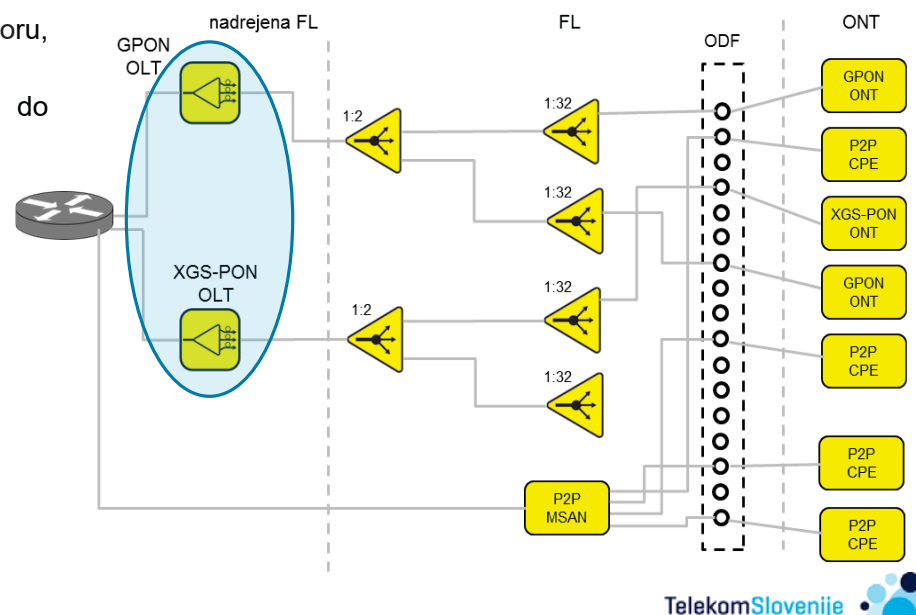 oru,
do
nadrejena FL
FL
ONT
ODF
GPON
OLT
XGS-PON
OLT
1:2
1:32
1:32
1:2
1:32
1:32
P2P
MSAN
GPON
ONT
P2P
CPE
XGS-PON
ONT
GPON
ONT
P2P
CPE
P2P
CPE
P2P
CPE
TelekomSlovenije